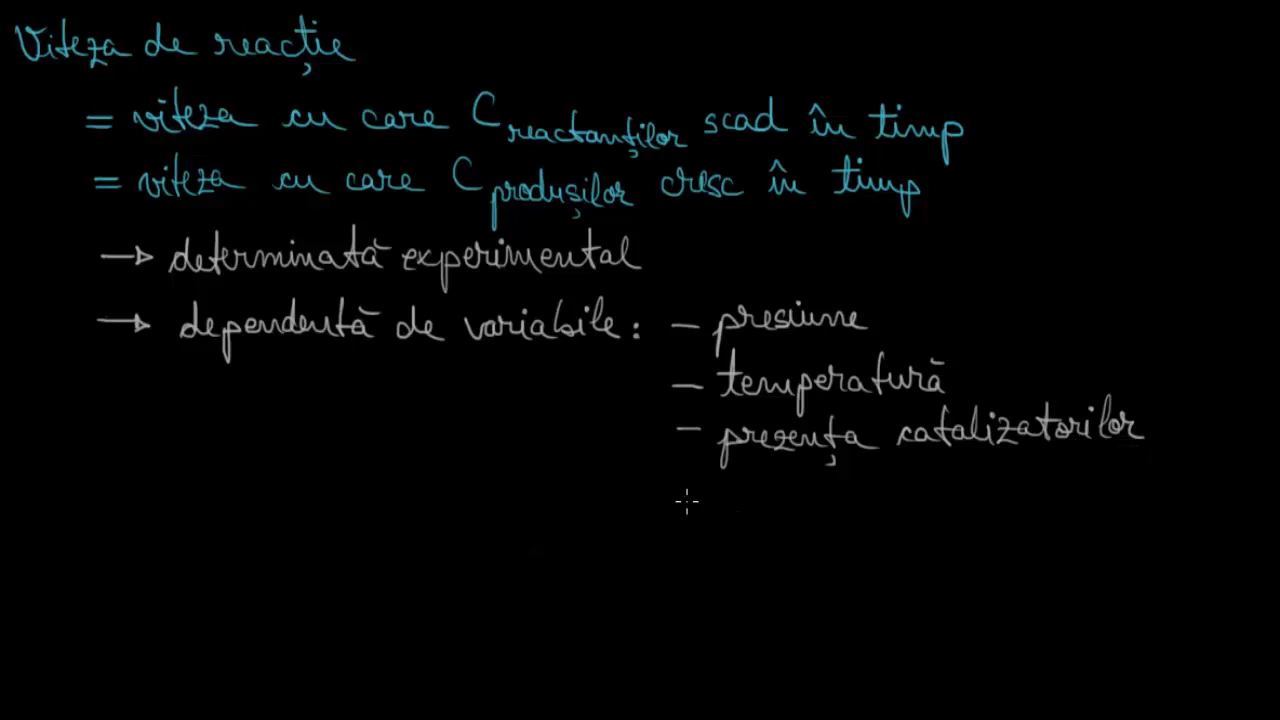 Viteza de reacție
= viteza cu care C reactanților scad în timp
= viteza cu care C produșilor cresc în timp
→ determinată experimental
→ dependentă de variabile: – presiune
– temperatură
– prezența catalizatorilor